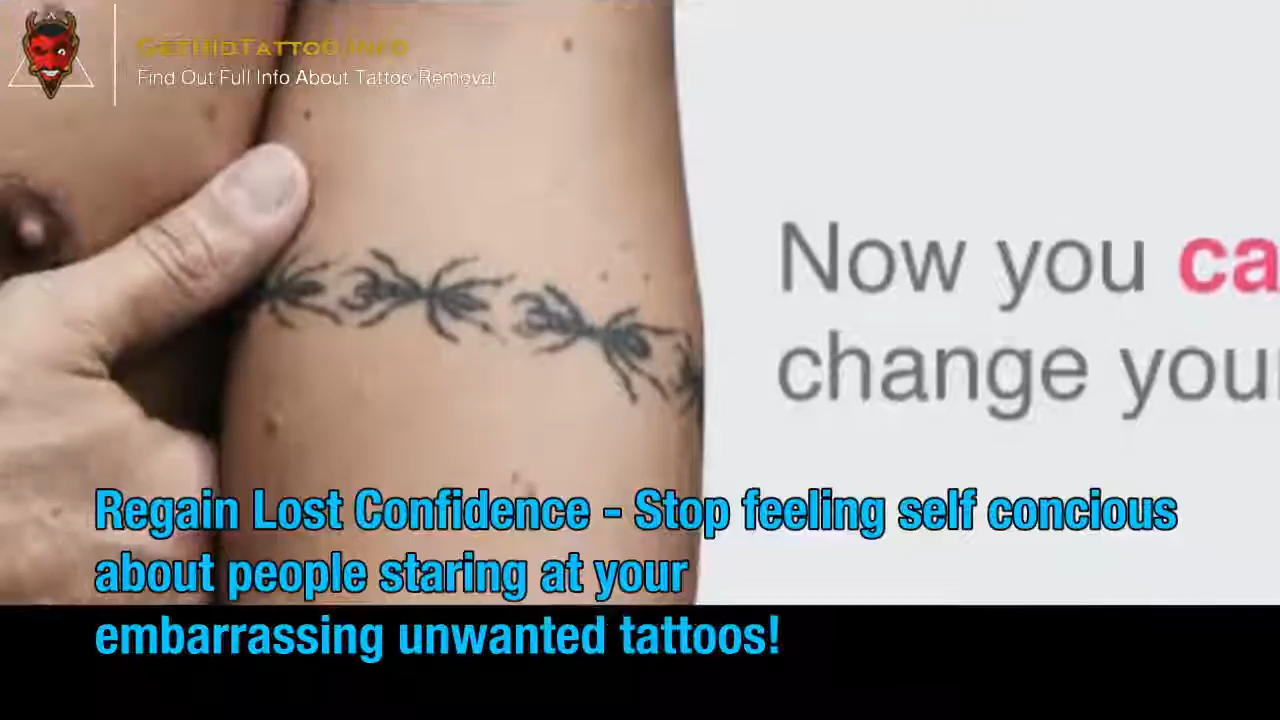 GetRidTattoo.Info
Find Out Full Info About Tattoo Removal
Now you ca
change your
Regain Lost Confidence - Stop feeling self concious
about people staring at your
embarrassing unwanted tattoos!